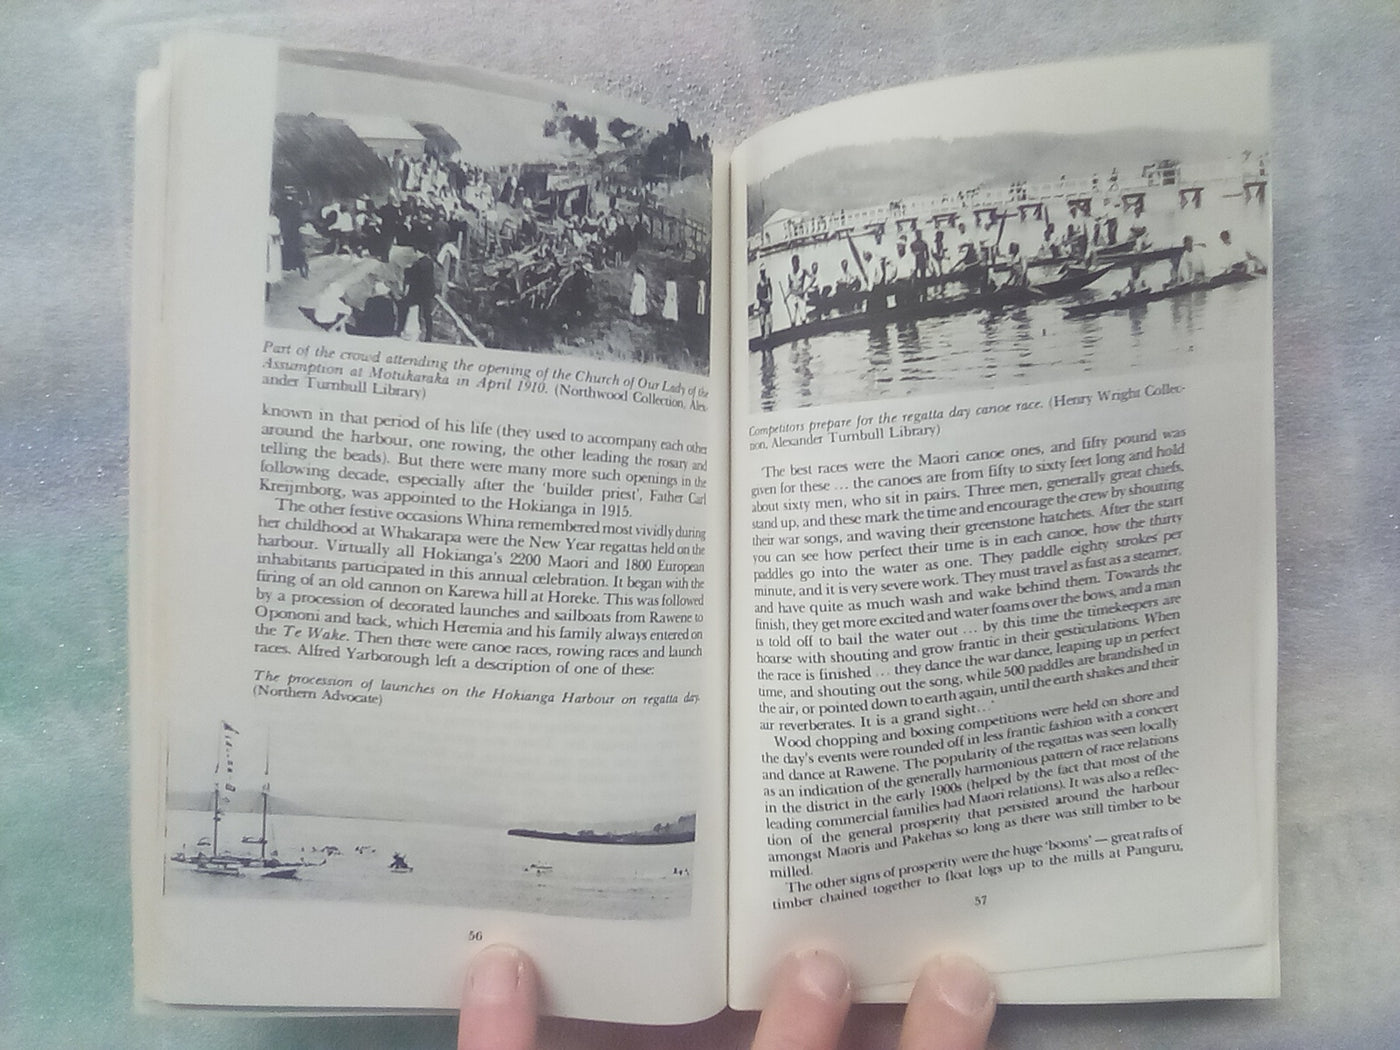 Part of the crowd attending the opening of the Church of Our Lady of the
Assumption at Motukaraka in April 1910. (Northwood Collection, Alex-
ander Turnbull Library)
known in that period of his life (they used to accompany each other
around the harbour, one rowing, the other leading the rosary and
telling the beads). But there were many more such openings in the
following decade, especially after the 'builder priest', Father Carl
Kreijmborg, was appointed to the Hokianga in 1915.
The other festive occasions Whina remembered most vividly during
her childhood at Whakarapa were the New Year regattas held on the
harbour. Virtually all Hokianga's 2200 Maori and 1800 European
inhabitants participated in this annual celebration. It began with the
firing of an old cannon on Karewa hill at Horeke. This was followed
by a procession of decorated launches and sailboats from Rawene to
Opononi and back, which Heremia and his family always entered on
the Te Wake. Then there were canoe races, rowing races and launch
races. Alfred Yarborough left a description of one of these:
The procession of launches on the Hokianga Harbour on regatta day.
(Northern Advocate)
56
Competitors prepare for the regatta day canoe race. (Henry Wright Collec-
tion, Alexander Turnbull Library)
'The best races were the Maori canoe ones, and fifty pound was
given for these ... the canoes are from fifty to sixty feet long and hold
about sixty men, who sit in pairs. Three men, generally great chiefs,
stand up, and these mark the time and encourage the crew by shouting
their war songs, and waving their greenstone hatchets. After the start
you can see how perfect their time is in each canoe, how the thirty
paddles go into the water as one. They paddle eighty strokes per
minute, and it is very severe work. They must travel as fast as a steamer,
and have quite as much wash and wake behind them. Towards the
finish, they get more excited and water foams over the bows, and a man
is told off to bail the water out ... by this time the timekeepers are
hoarse with shouting and grow frantic in their gesticulations. When
the race is finished ... they dance the war dance, leaping up in perfect
time, and shouting out the song, while 500 paddles are brandished in
the air, or pointed down to earth again, until the earth shakes and their
air reverberates. It is a grand sight...'
Wood chopping and boxing competitions were held on shore and
the day's events were rounded off in less frantic fashion with a concert
and dance at Rawene. The popularity of the regattas was seen locally
as an indication of the generally harmonious pattern of race relations
in the district in the early 1900s (helped by the fact that most of the
leading commercial families had Maori relations). It was also a reflec-
tion of the general prosperity that persisted around the harbour
amongst Maoris and Pakehas so long as there was still timber to be
milled.
The other signs of prosperity were the huge 'booms' — great rafts of
timber chained together to float logs up to the mills at Panguru,
57